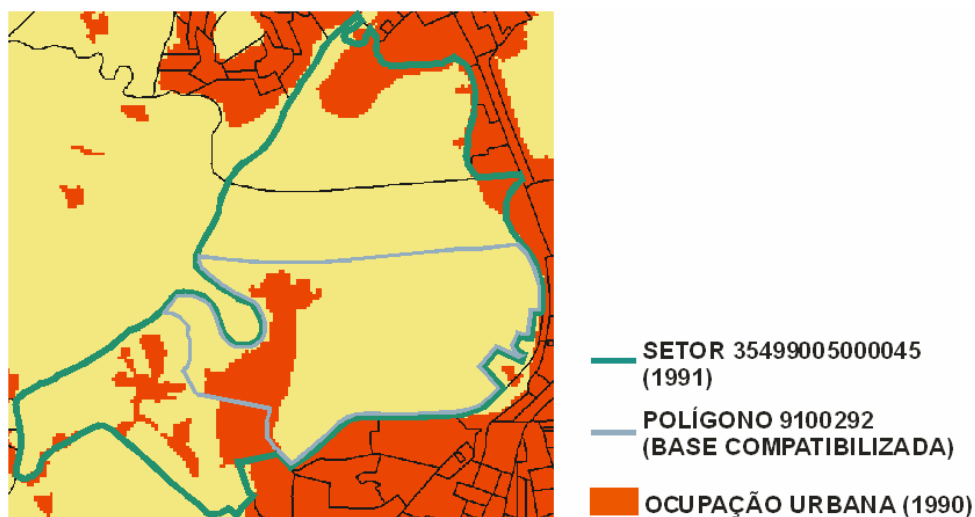 SETOR 35499005000045
(1991)
POLÍGONO 9100292
(BASE COMPATIBILIZADA)
OCUPAÇÃO URBANA (1990)